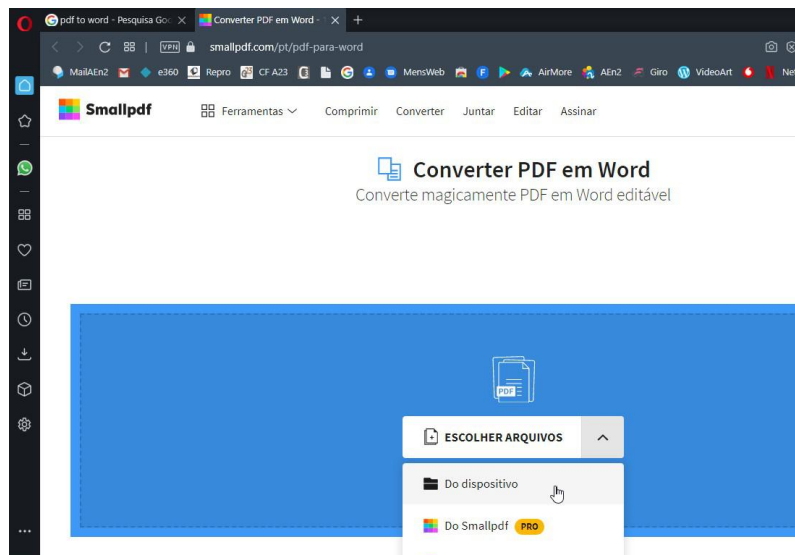 pdf to word - Pesquisa Goo
Converter PDF em Word -
VPN smallpdf.com/pt/pdf-para-word
MailAEn2 e360 Repro CF A23 MensWeb AirMore AEn2 Giro VideoArt Net
Smallpdf Ferramentas Comprimir Converter Juntar Editar Assinar
Converter PDF em Word
Converte magicamente PDF em Word editável
PDF
ESCOLHER ARQUIVOS
Do dispositivo
Do Smallpdf PRO